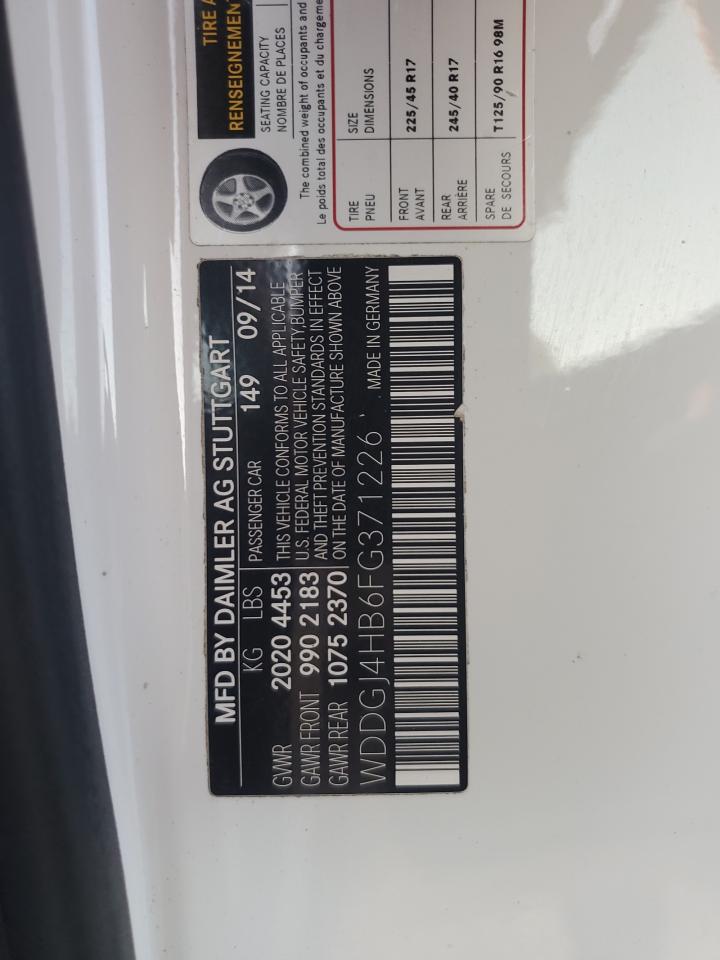 MFD BY DAIMLER AG STUTTGART
KG LBS PASSENGER CAR 149 09/14
GVWR 2020 4453 THIS VEHICLE CONFORMS TO ALL APPLICABLE
GAWR FRONT 990 2183 U.S. FEDERAL MOTOR VEHICLE SAFETY,BUMPER
GAWR REAR 1075 2370 AND THEFT PREVENTION STANDARDS IN EFFECT
ON THE DATE OF MANUFACTURE SHOWN ABOVE
WDDGJ4HB6FG371226 MADE IN GERMANY
TIRE
RENSEIGNEMEN
SEATING CAPACITY
NOMBRE DE PLACES
The combined weight of occupants and
Le poids total des occupants et du chargeme
TIRE SIZE
PNEU DIMENSIONS
FRONT 225/45 R17
AVANT
REAR 245/40 R17
ARRIÈRE
SPARE T125/90 R16 98M
DE SECOURS